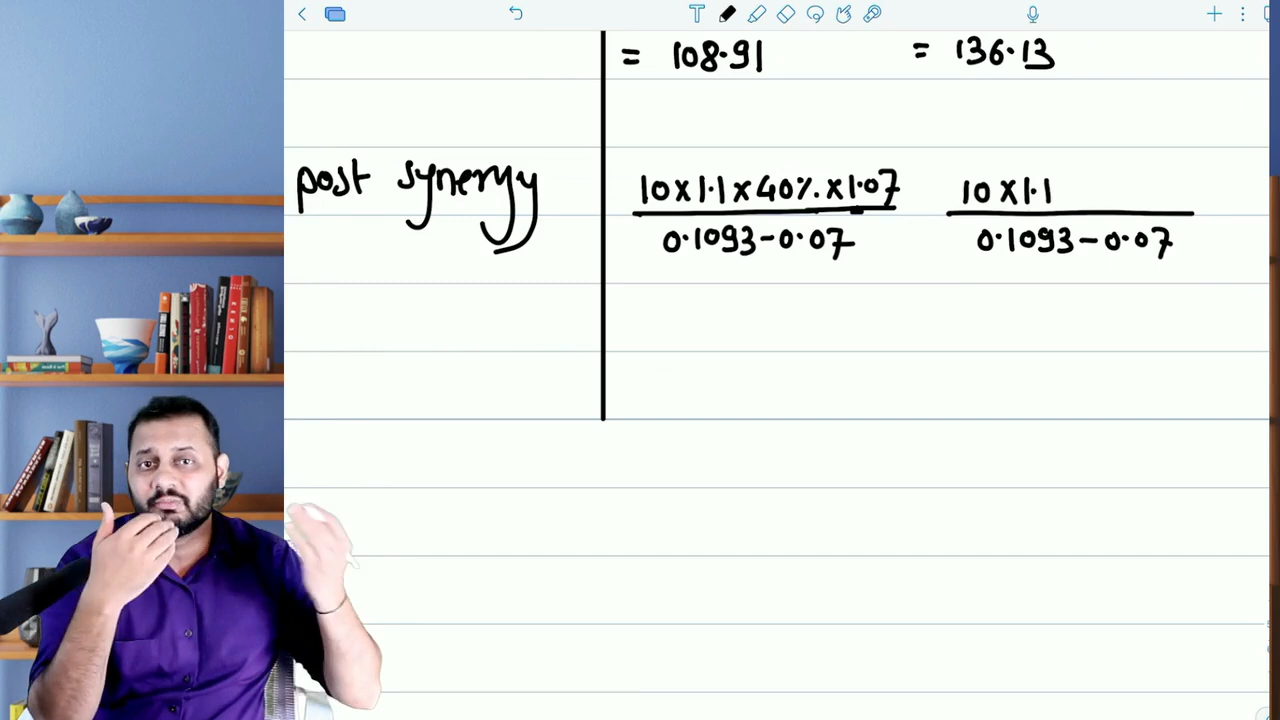 = 108.91 = 136.13
post synergy
10 x 1.1 x 40% x 1.07 10 x 1.1
0.1093 - 0.07 0.1093 - 0.07